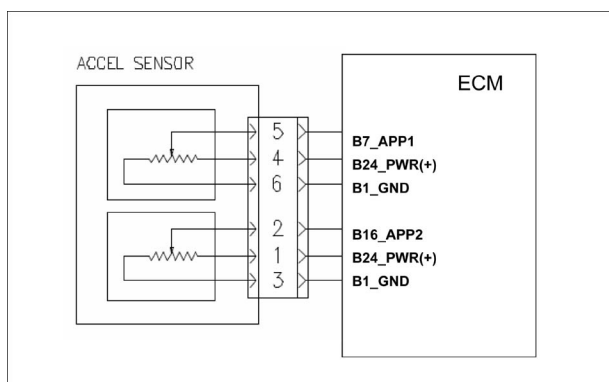 ACCEL SENSOR
ECM
5
B7_APP1
4
B24_PWR(+)
6
B1_GND
2
B16_APP2
1
B24_PWR(+)
3
B1_GND